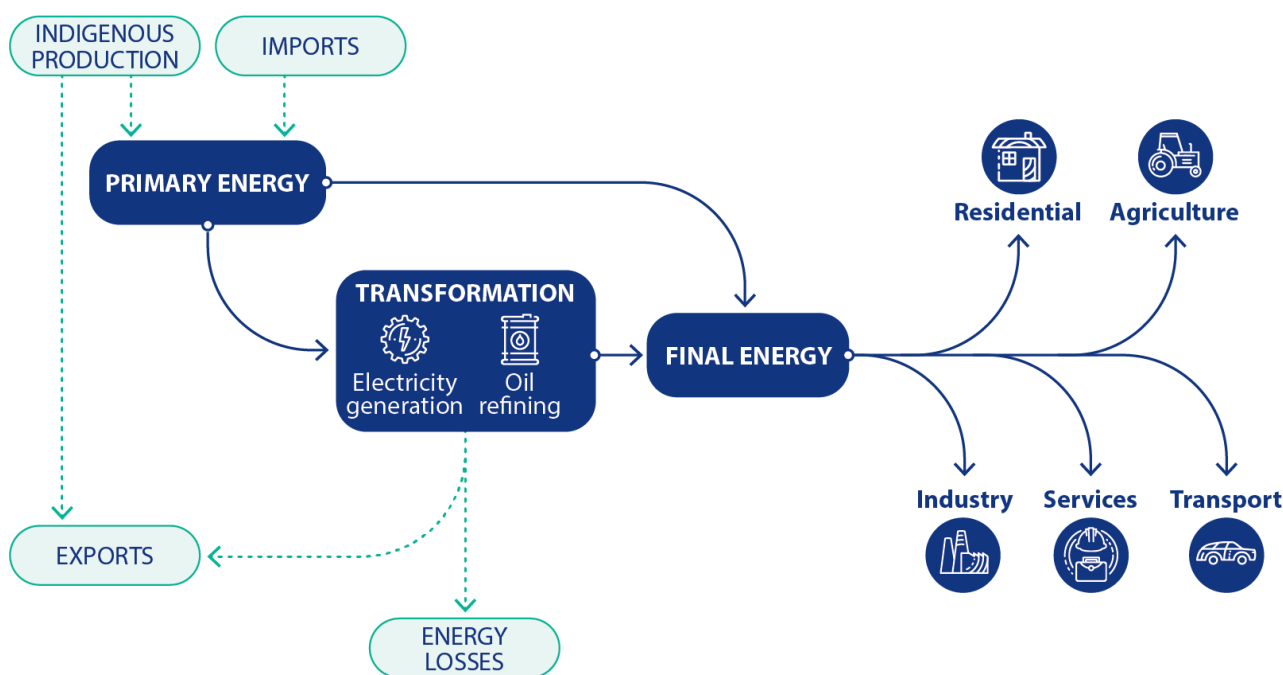 INDIGENOUS
PRODUCTION
IMPORTS
PRIMARY ENERGY
Residential
Agriculture
TRANSFORMATION
Electricity
generation
Oil
refining
FINAL ENERGY
Industry
Services
Transport
EXPORTS
ENERGY
LOSSES